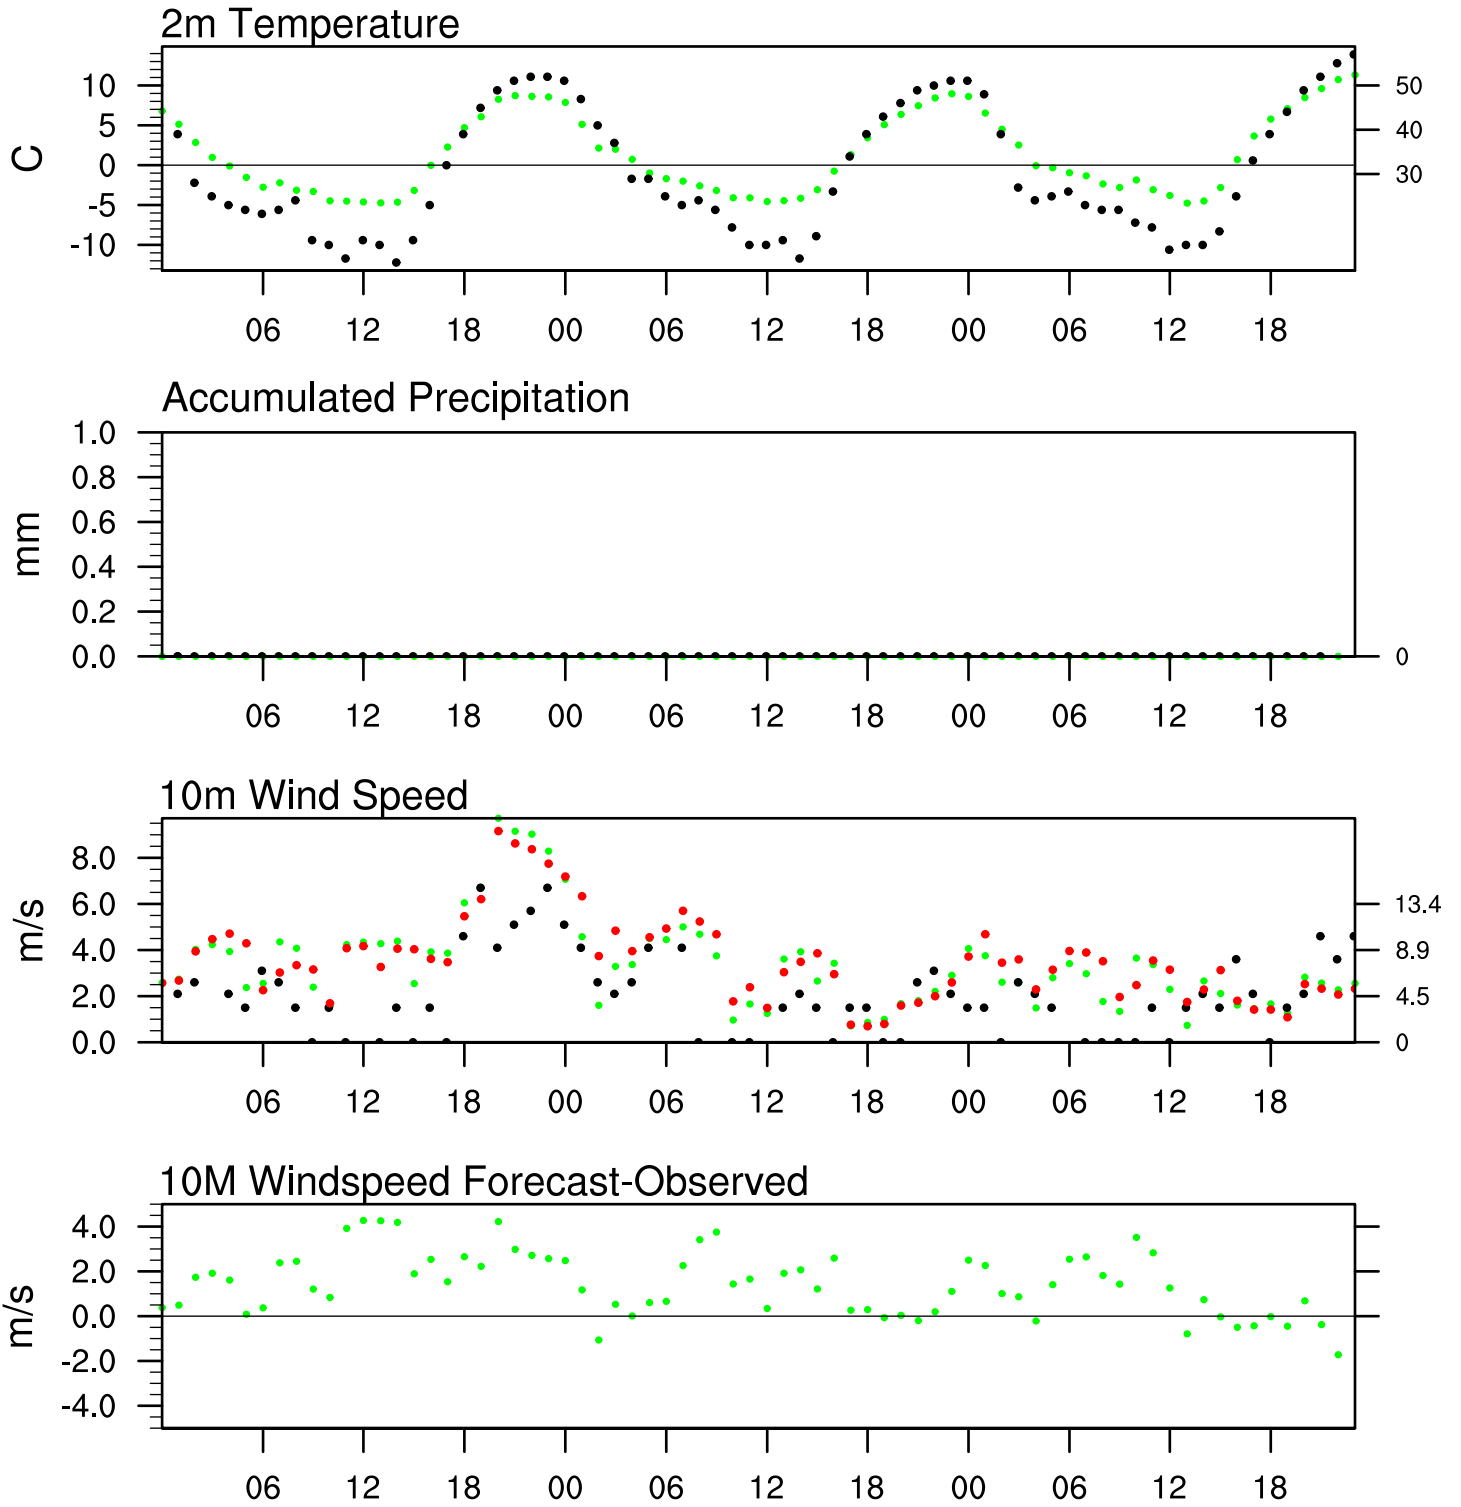 2m Temperature
10
5
0
-5
-10
C
50
40
30
06 12 18 00 06 12 18 00 06 12 18
Accumulated Precipitation
1.0
0.8
0.6
0.4
0.2
0.0
mm
0
06 12 18 00 06 12 18 00 06 12 18
10m Wind Speed
8.0
6.0
4.0
2.0
0.0
m/s
13.4
8.9
4.5
0
06 12 18 00 06 12 18 00 06 12 18
10M Windspeed Forecast-Observed
4.0
2.0
0.0
-2.0
-4.0
m/s
06 12 18 00 06 12 18 00 06 12 18